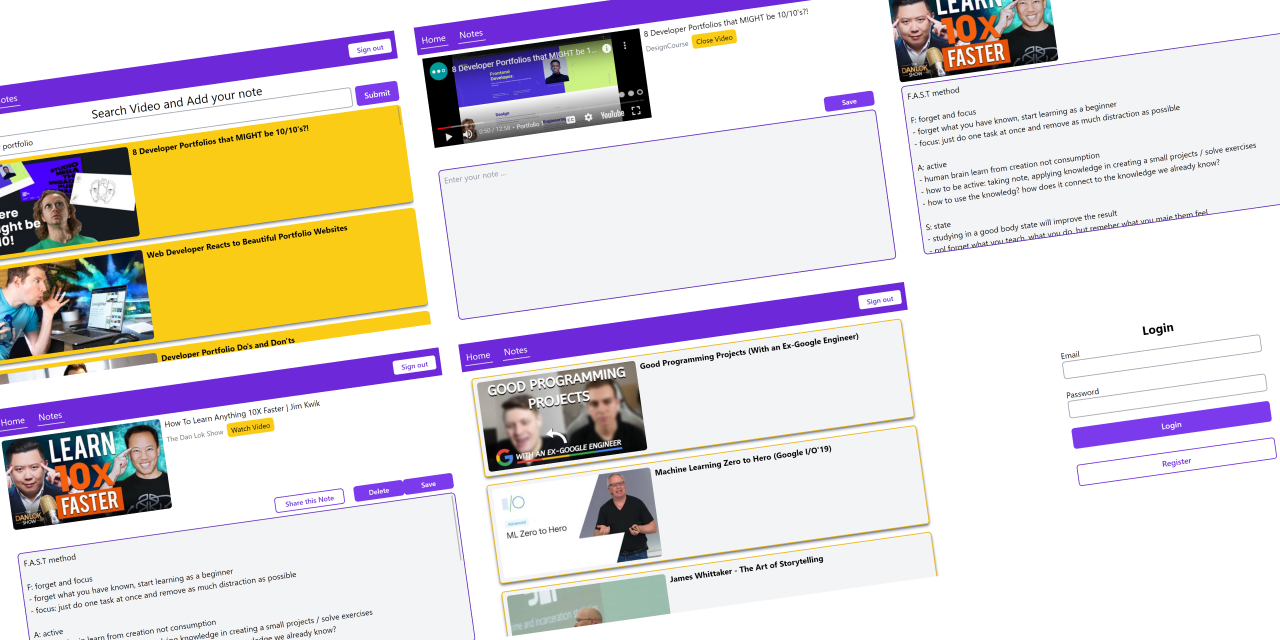 Sign out
Notes
Search Video and Add your note
portfolio
Submit
8 Developer Portfolios that MIGHT be 10/10's?!
Web Developer Reacts to Beautiful Portfolio Websites
Developer Portfolio Do's and Don'ts
Home
Notes
8 Developer Portfolios that MIGHT be 1...
Frontend
Developer.
Design
0:50 / 12:58 • Portfolio 1
YouTube
8 Developer Portfolios that MIGHT be 10/10's?!
DesignCourse
Close Video
Save
Enter your note ...
LEARN
10X
FASTER
DAN LOK
SHOW
F.A.S.T method
F: forget and focus
- forget what you have known, start learning as a beginner
- focus: just do one task at once and remove as much distraction as possible
A: active
- human brain learn from creation not consumption
- how to be active: taking note, applying knowledge in creating a small projects / solve exercises
- how to use the knowledg? how does it connect to the knowledge we already know?
S: state
- studying in a good body state will improve the result
- ppl forget what you teach, what you do, but remeber what you maje them feel
Home
Notes
Sign out
LEARN
10X
FASTER
DAN LOK
SHOW
How To Learn Anything 10X Faster | Jim Kwik
The Dan Lok Show
Watch Video
Share this Note
Delete
Save
F.A.S.T method
F: forget and focus
- forget what you have known, start learning as a beginner
- focus: just do one task at once and remove as much distraction as possible
A: active
learn from creation not consumption
knowledge in creating a small projects / solve exercises
knowledge we already know?
Home
Notes
Sign out
GOOD PROGRAMMING
PROJECTS
WITH AN EX-GOOGLE ENGINEER
Good Programming Projects (With an Ex-Google Engineer)
I/O
Advanced
ML Zero to Hero
Machine Learning Zero to Hero (Google I/O'19)
James Whittaker - The Art of Storytelling
Login
Email
Password
Login
Register